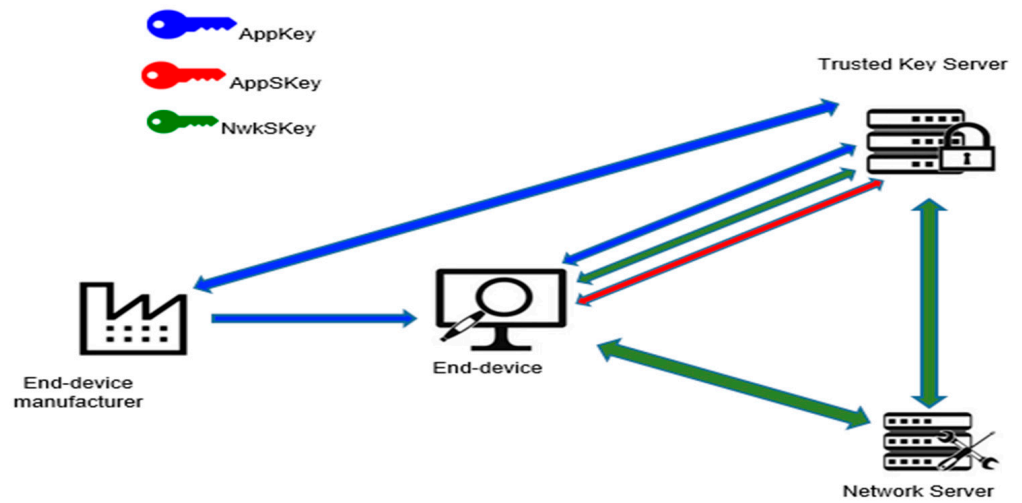 AppKey
AppSKey
NwkSKey
Trusted Key Server
End-device
manufacturer
End-device
Network Server